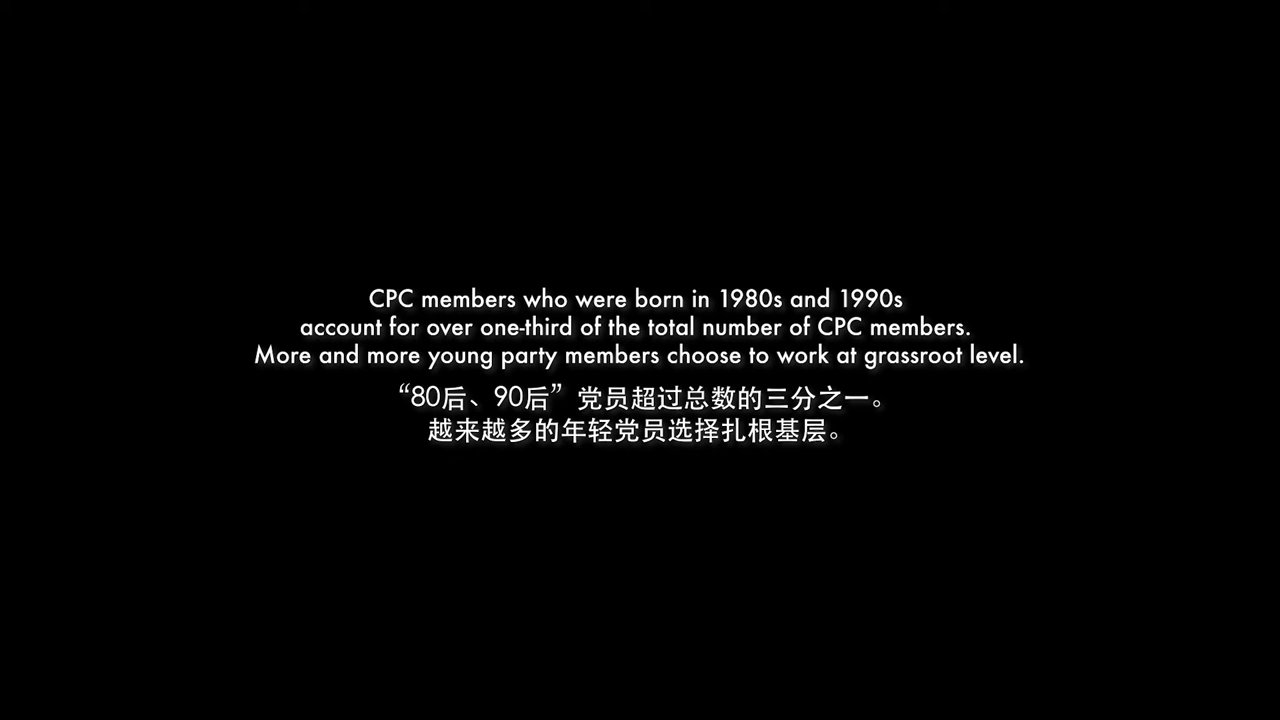 CPC members who were born in 1980s and 1990s
account for over one-third of the total number of CPC members.
More and more young party members choose to work at grassroot level.
“80后、90后”党员超过总数的三分之一。
越来越多的年轻党员选择扎根基层。